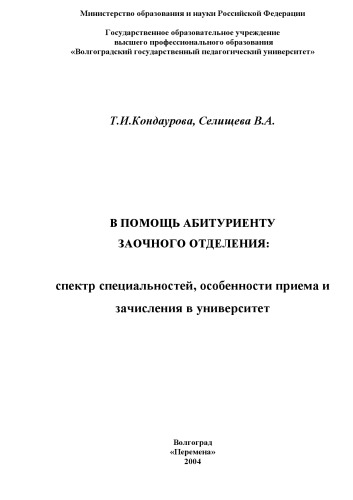 Министерство образования и науки Российской Федерации
Государственное образовательное учреждение
высшего профессионального образования
«Волгоградский государственный педагогический университет»
Т.И.Кондаурова, Селищева В.А.
В ПОМОЩЬ АБИТУРИЕНТУ
ЗАОЧНОГО ОТДЕЛЕНИЯ:
спектр специальностей, особенности приема и
зачисления в университет
Волгоград
«Перемена»
2004